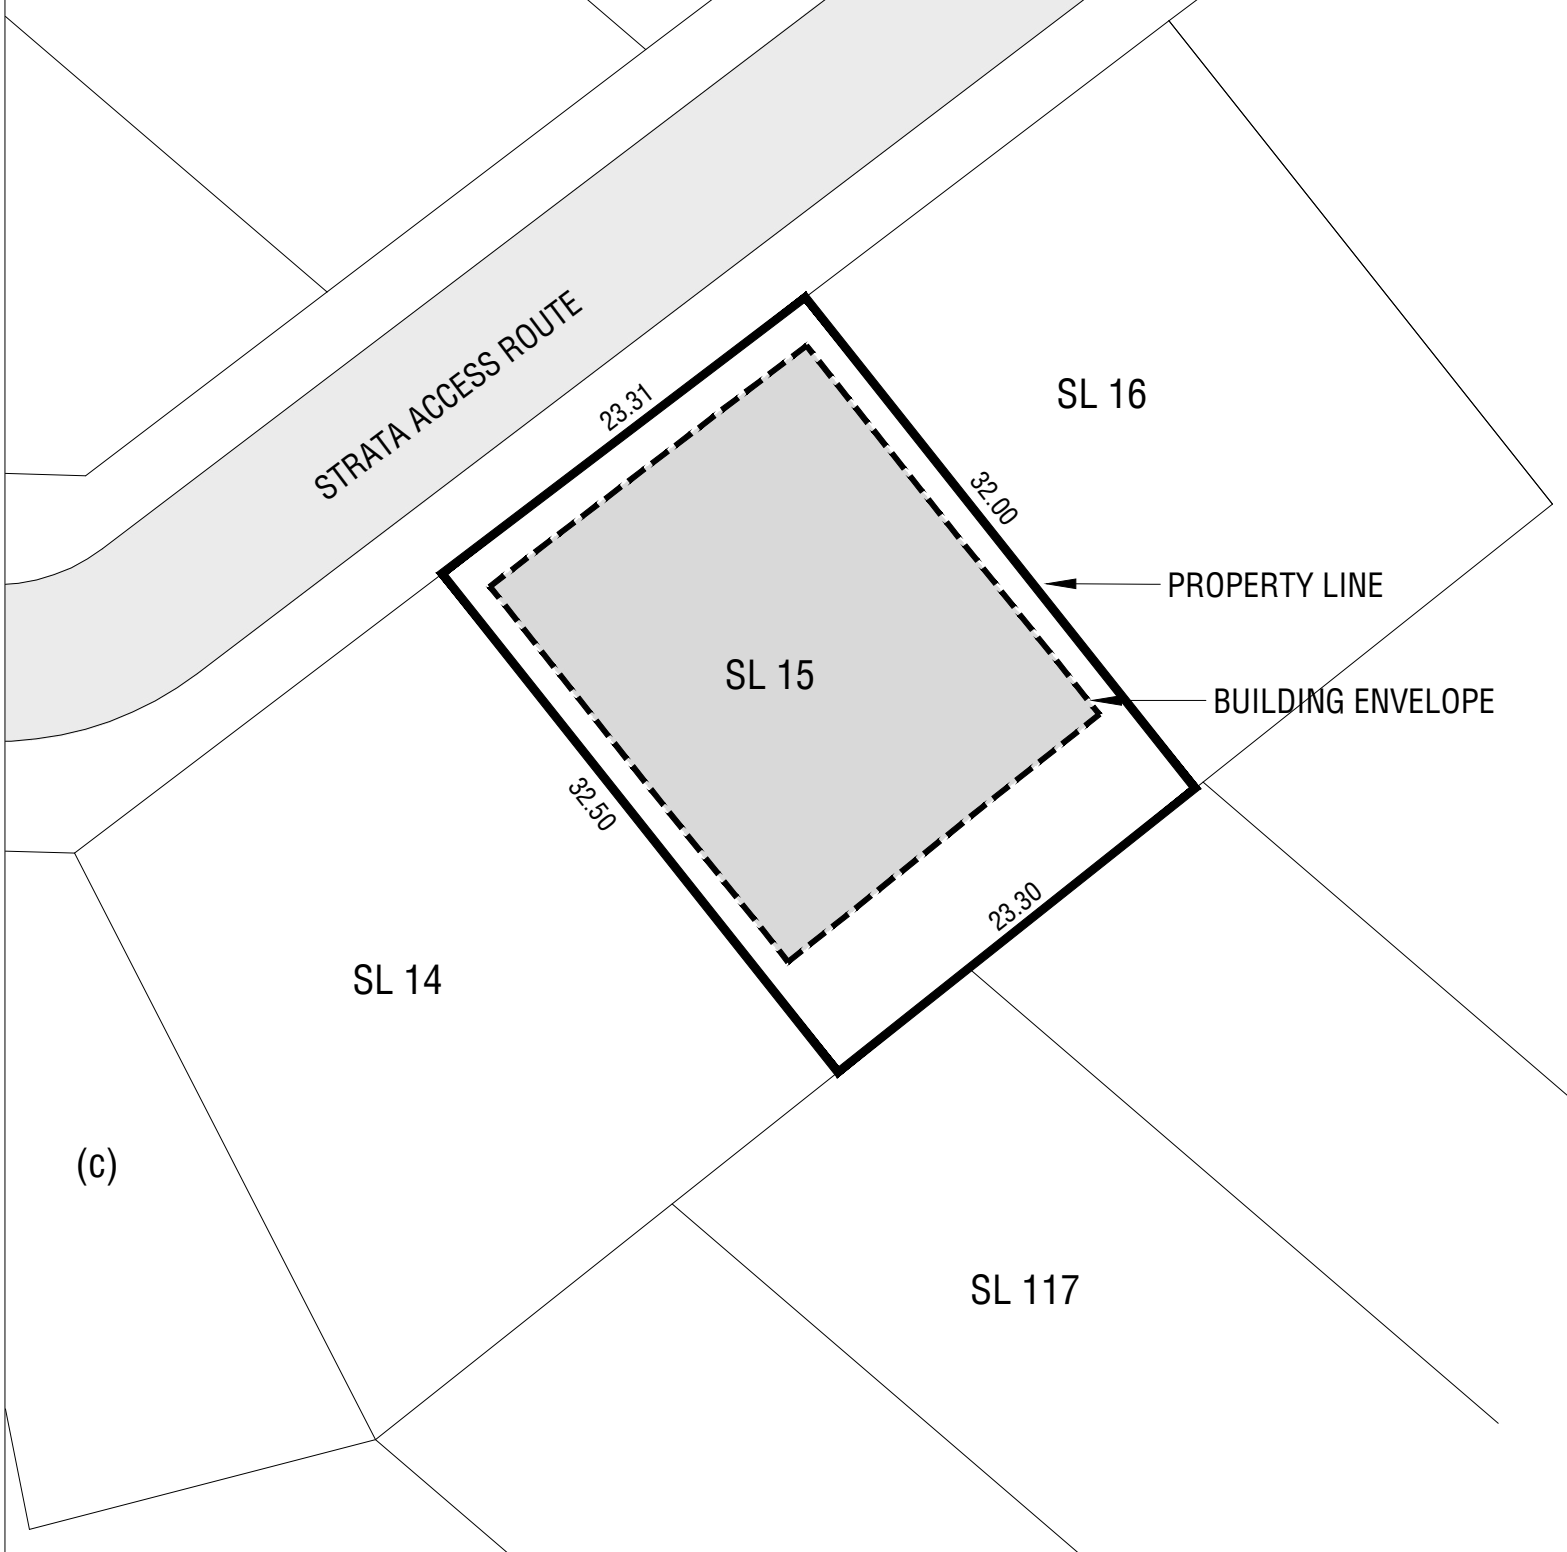 STRATA ACCESS ROUTE
23.31
SL 16
32.00
PROPERTY LINE
SL 15
BUILDING ENVELOPE
32.50
23.30
SL 14
(c)
SL 117